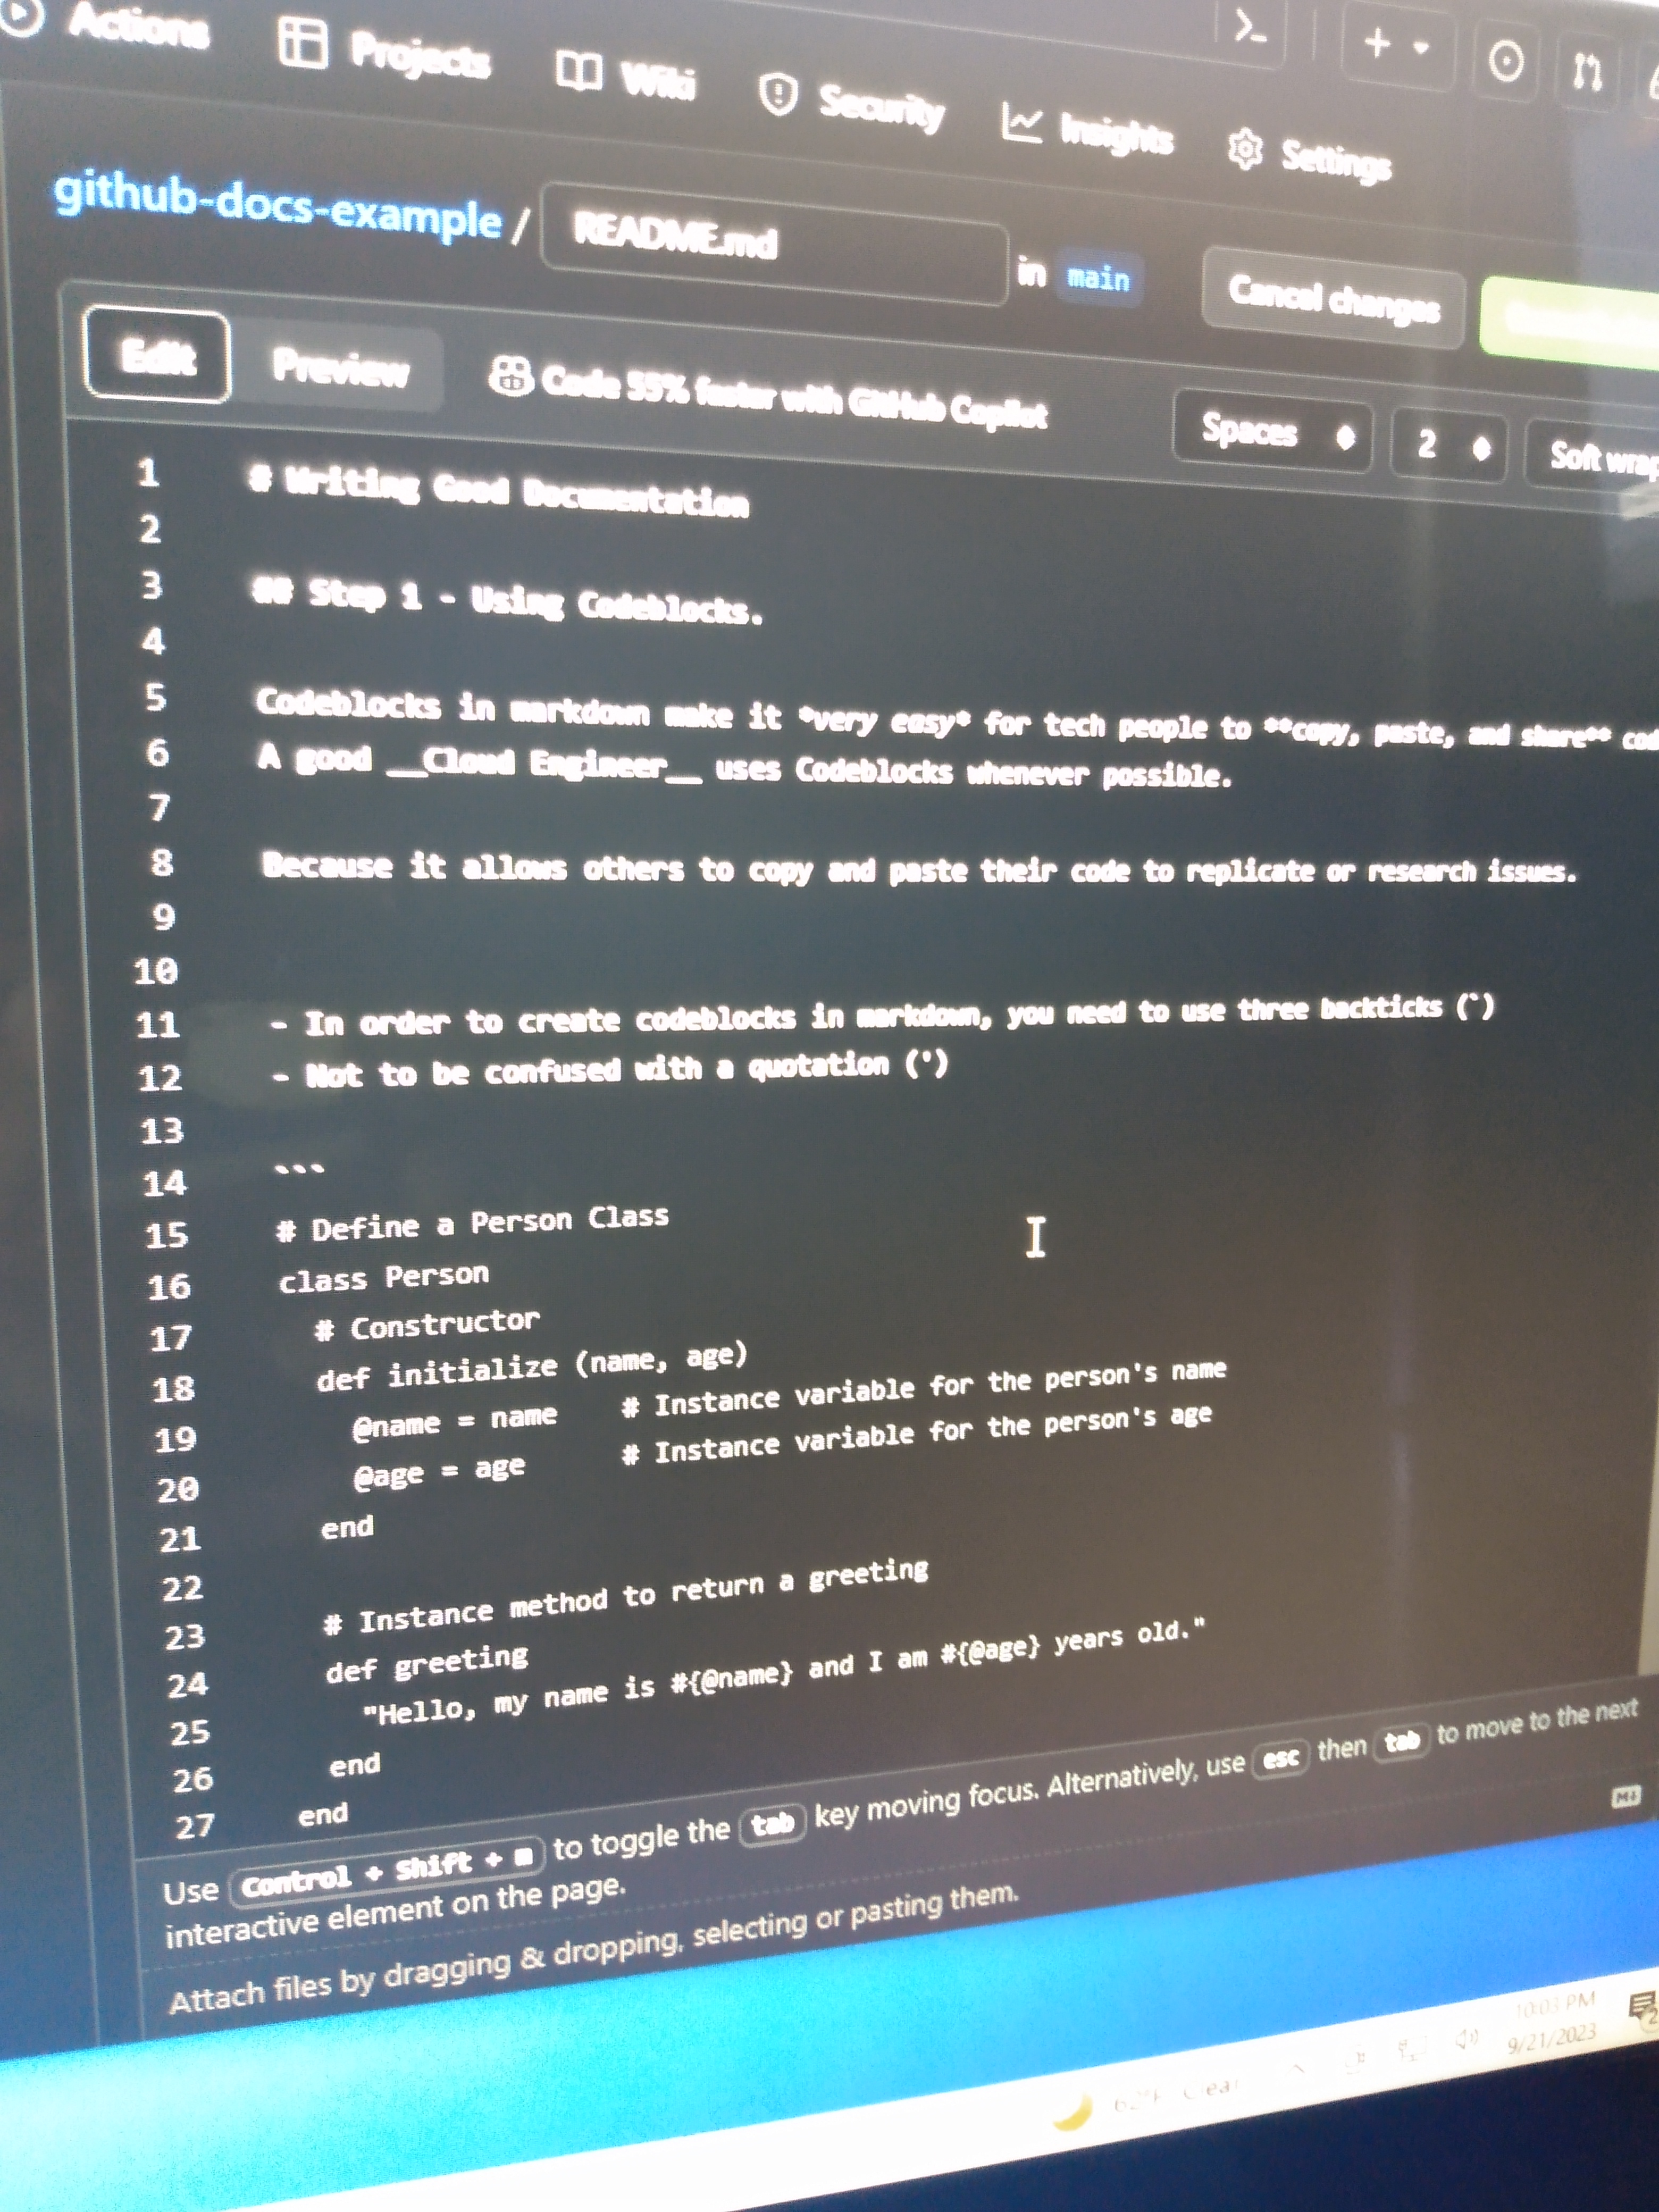 Actions Projects Wiki Security Insights Settings
github-docs-example / README.md in main Cancel changes
Edit Preview Code 55% faster with GitHub Copilot Spaces 2 Soft wrap
1 # Writing Good Documentation
2
3 ## Step 1 - Using Codeblocks.
4
5 Codeblocks in markdown make it *very easy* for tech people to **copy, paste, and share** cod
6 A good __Cloud Engineer__ uses Codeblocks whenever possible.
7
8 Because it allows others to copy and paste their code to replicate or research issues.
9
10
11 - In order to create codeblocks in markdown, you need to use three backticks (`)
12 - Not to be confused with a quotation (')
13
14 ```
15 # Define a Person Class
16 class Person
17   # Constructor
18   def initialize (name, age)
19     @name = name    # Instance variable for the person's name
20     @age = age      # Instance variable for the person's age
21   end
22
23   # Instance method to return a greeting
24   def greeting
25     "Hello, my name is #{@name} and I am #{@age} years old."
26   end
27 end
Use Control + Shift + m to toggle the tab key moving focus. Alternatively, use esc then tab to move to the next
interactive element on the page.
Attach files by dragging & dropping, selecting or pasting them.
10:03 PM
9/21/2023
2